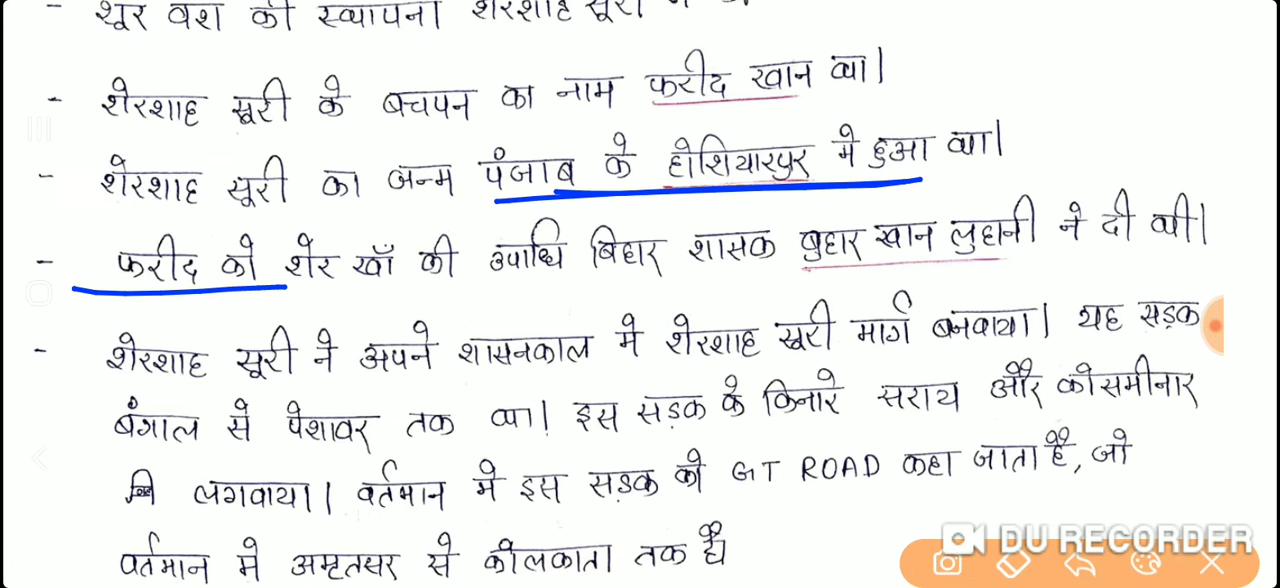 - शूर वंश की स्थापना शेरशाह सूरी ने
- शेरशाह सूरी के बचपन का नाम फरीद खान था।
- शेरशाह सूरी का जन्म पंजाब के होशियारपुर मे हुआ था।
- फरीद को शेर खाँ की उपाधि बिहार शासक बुहार खान लुहानी ने दी थी।
- शेरशाह सूरी ने अपने शासनकाल मे शेरशाह सूरी मार्ग बनवाया। यह सड़क
बंगाल से पेशावर तक था। इस सड़क के किनारे सराय और कोसमीनार
लगवाया। वर्तमान मे इस सड़क को GT ROAD कहा जाता है, जो
वर्तमान मे अमृतसर से कोलकाता तक है
DU RECORDER